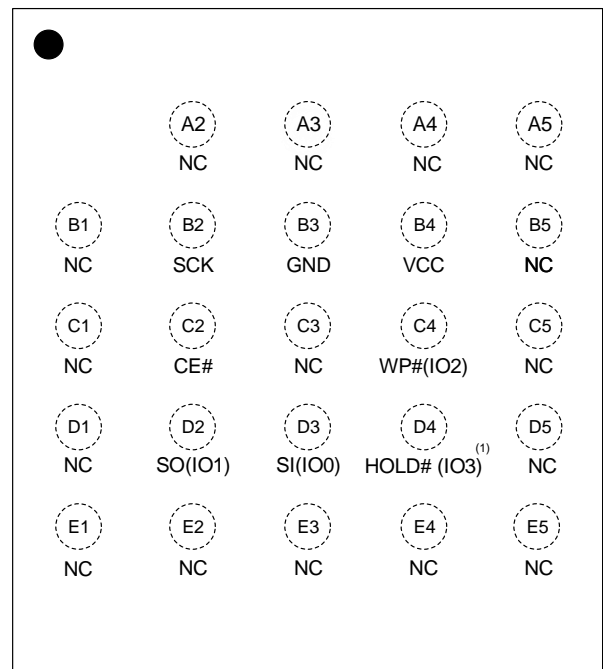 A2 A3 A4 A5
NC NC NC NC
B1 B2 B3 B4 B5
NC SCK GND VCC NC
C1 C2 C3 C4 C5
NC CE# NC WP#(IO2) NC
D1 D2 D3 D4 D5
NC SO(IO1) SI(IO0) HOLD# (IO3)(1) NC
E1 E2 E3 E4 E5
NC NC NC NC NC